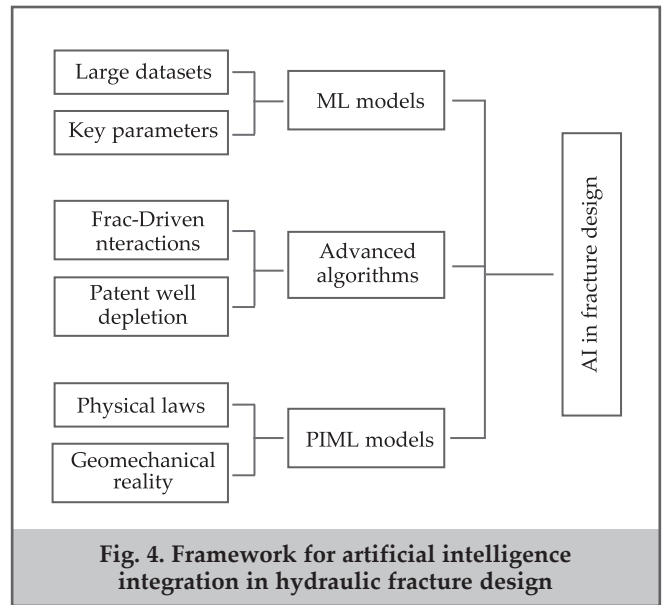 Large datasets
Key parameters
ML models
Frac-Driven
nteractions
Patent well
depletion
Advanced
algorithms
Physical laws
Geomechanical
reality
PIML models
AI in fracture design
Fig. 4. Framework for artificial intelligence
integration in hydraulic fracture design